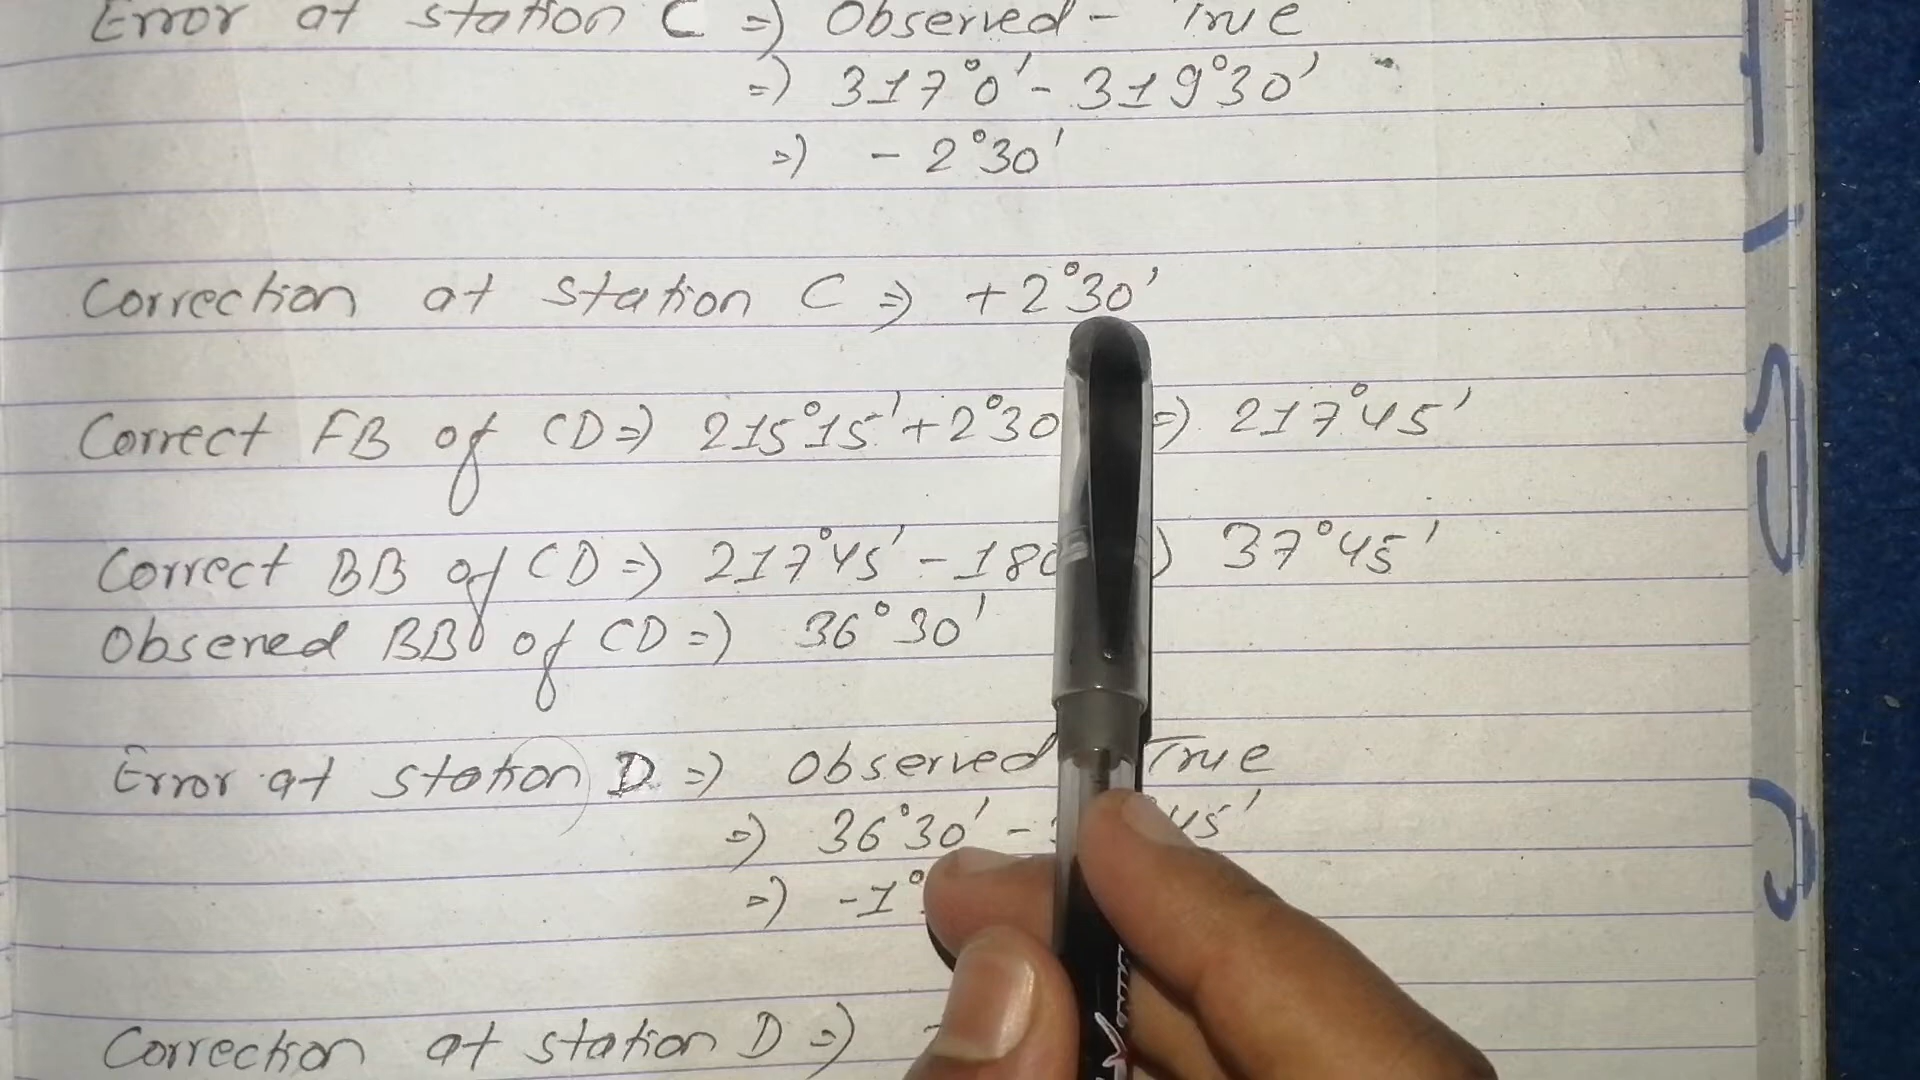 Error at station C => Observed - True
=> 317°0' - 319°30'
=> - 2°30'
Correction at station C => +2°30'
Correct FB of CD => 215°15' + 2°30 => 217°45'
Correct BB of CD => 217°45' - 180 => 37°45'
Obsered BB of CD => 36°30'
Error at station D => Observed True
=> 36°30' - 45'
=> -1°
Correction at station D =>